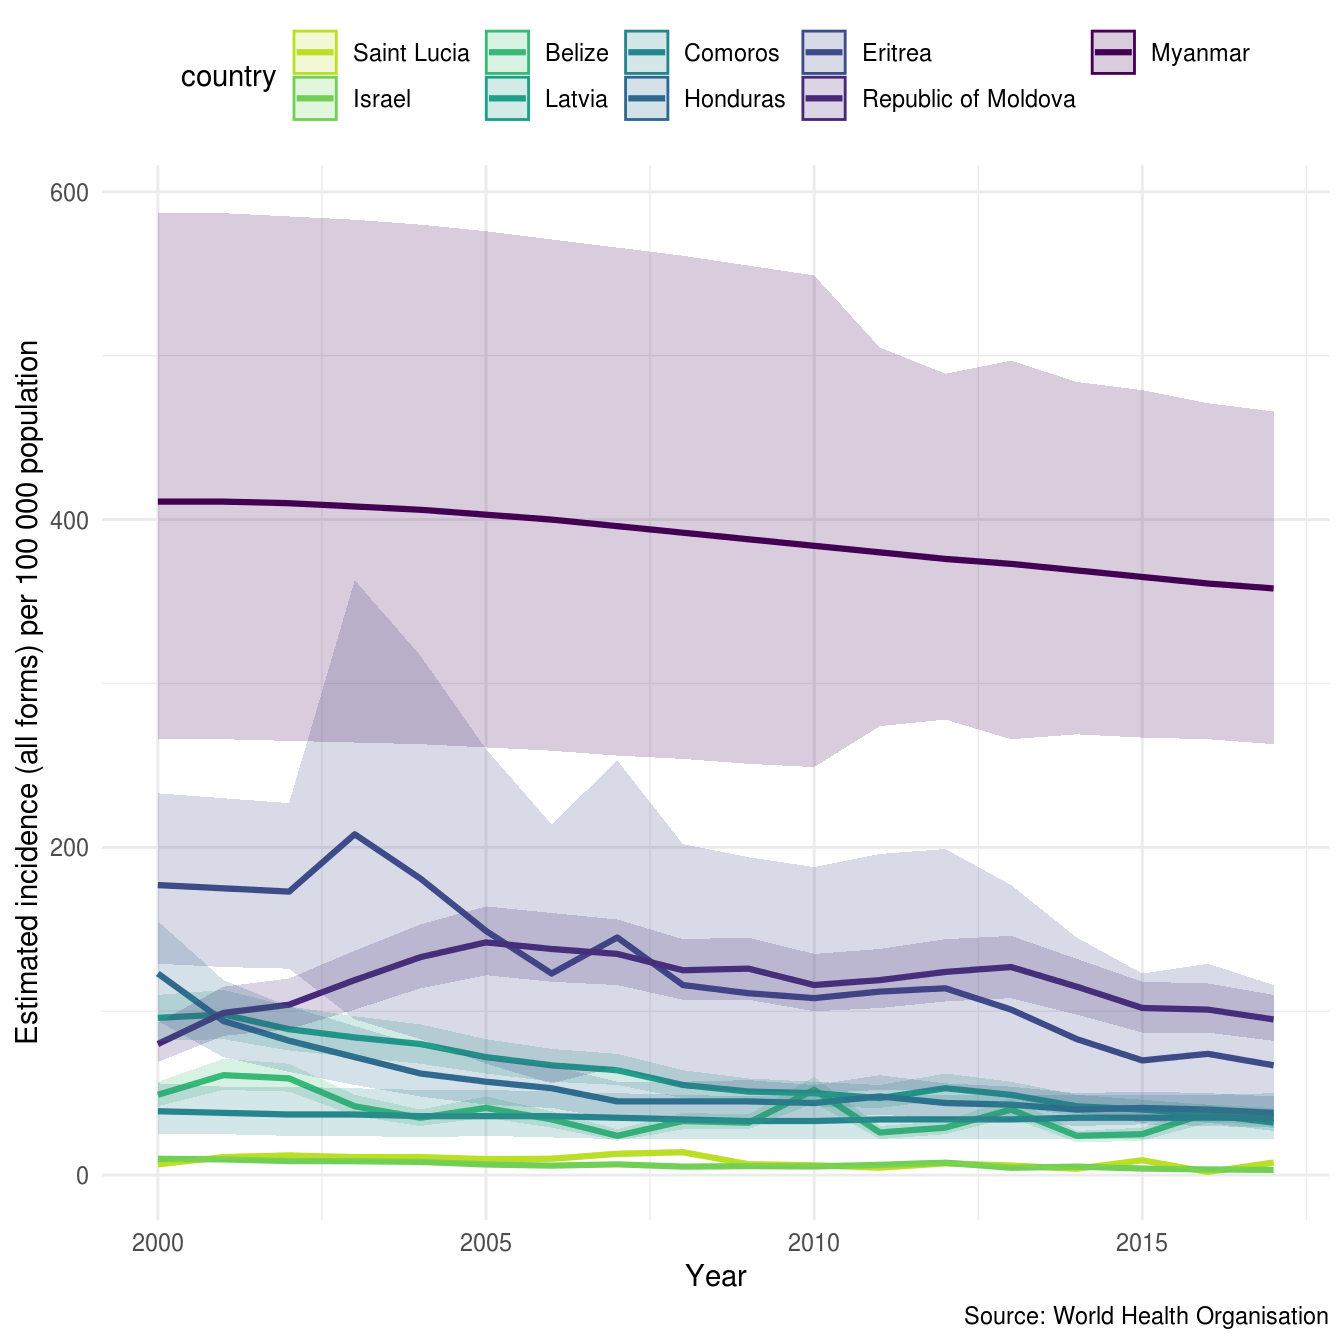 country
Saint Lucia
Belize
Comoros
Eritrea
Myanmar
Israel
Latvia
Honduras
Republic of Moldova
Estimated incidence (all forms) per 100 000 population
600
400
200
0
2000
2005
2010
2015
Year
Source: World Health Organisation